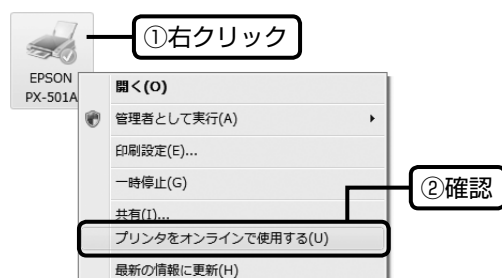 ①右クリック
EPSON
PX-501A
開く(O)
管理者として実行(A)
印刷設定(E)...
一時停止(G)
共有(I)...
②確認
プリンタをオンラインで使用する(U)
最新の情報に更新(H)